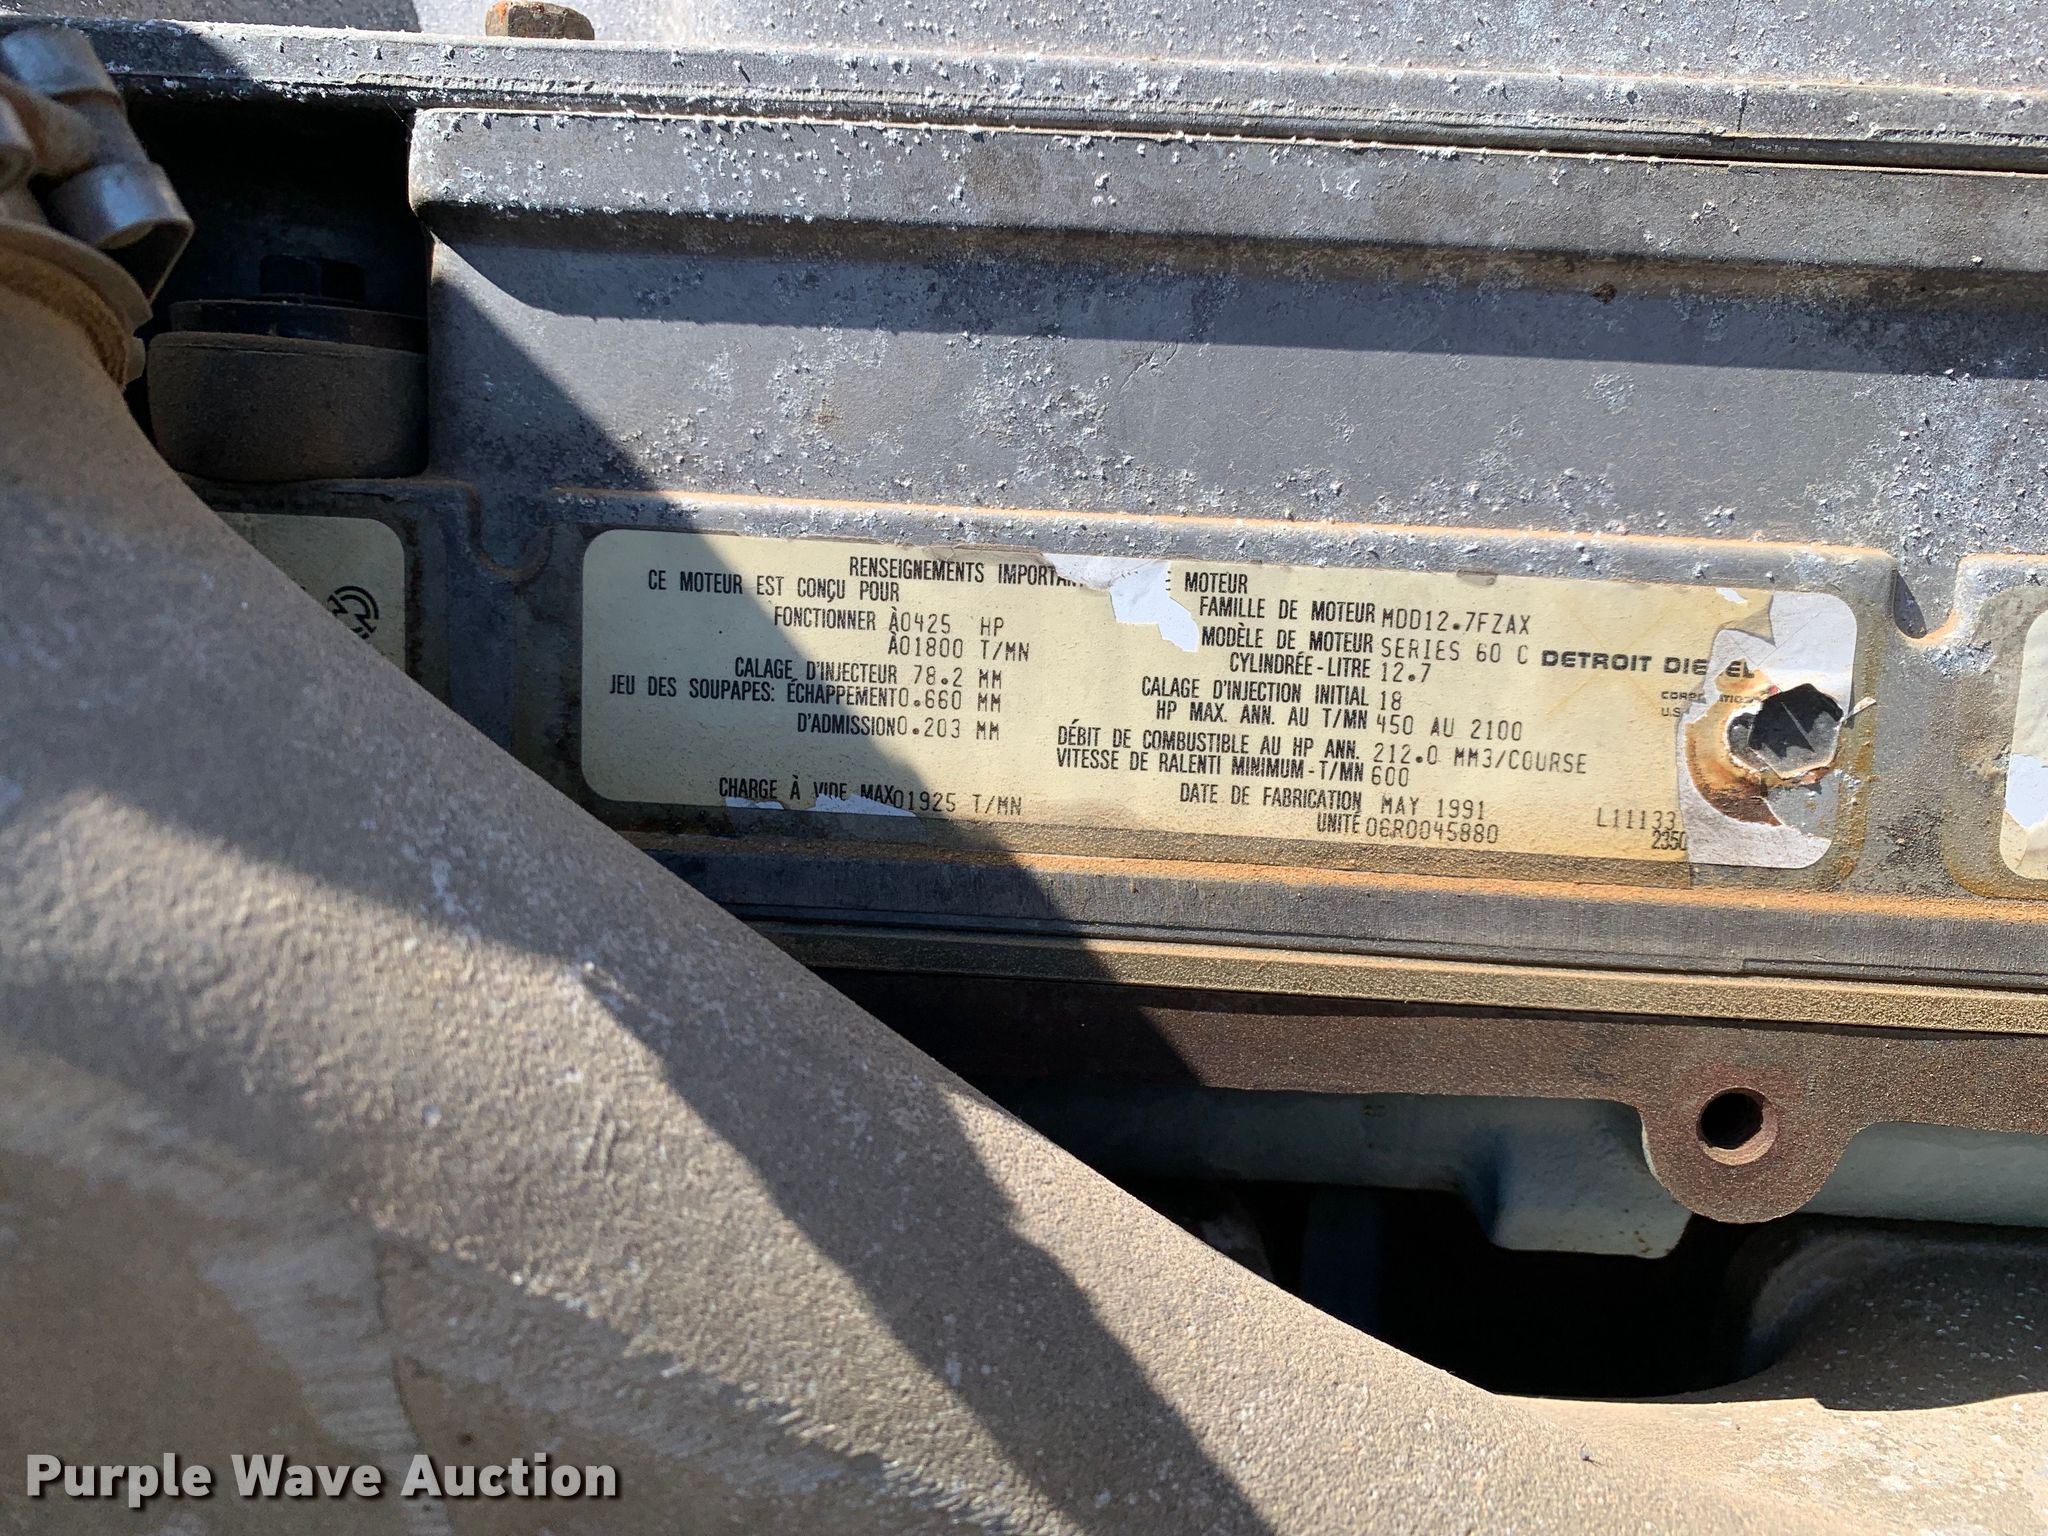 RENSEIGNEMENTS IMPORTANT MOTEUR
CE MOTEUR EST CONÇU POUR
FONCTIONNER À0425 HP
À01800 T/MN
CALAGE D'INJECTEUR 78.2 MM
JEU DES SOUPAPES: ÉCHAPPEMENT0.660 MM
D'ADMISSION0.203 MM
CHARGE À VIDE MAX01925 T/MN
FAMILLE DE MOTEUR MDD12.7FZAX
MODÈLE DE MOTEUR SERIES 60 C
CYLINDRÉE-LITRE 12.7
CALAGE D'INJECTION INITIAL 18
HP MAX. ANN. AU T/MN 450 AU 2100
DÉBIT DE COMBUSTIBLE AU HP ANN. 212.0 MM3/COURSE
VITESSE DE RALENTI MINIMUM-T/MN 600
DATE DE FABRICATION MAY 1991
UNITÉ 06R0045880
DETROIT DIESEL
U.S.
L11133
2350
Purple Wave Auction